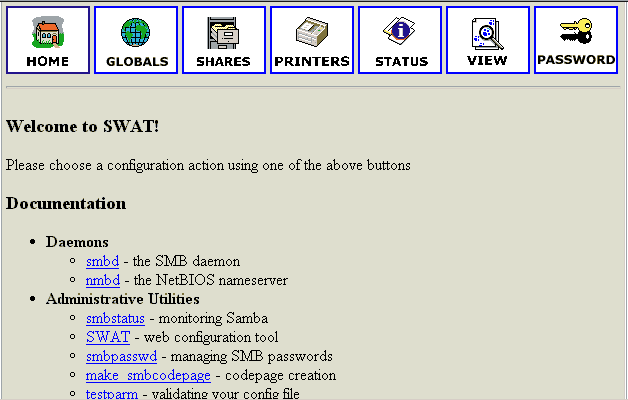 HOME GLOBALS SHARES PRINTERS STATUS VIEW PASSWORD
Welcome to SWAT!
Please choose a configuration action using one of the above buttons
Documentation
Daemons
smbd - the SMB daemon
nmbd - the NetBIOS nameserver
Administrative Utilities
smbstatus - monitoring Samba
SWAT - web configuration tool
smbpasswd - managing SMB passwords
make_smbcodepage - codepage creation
testparm - validating your config file